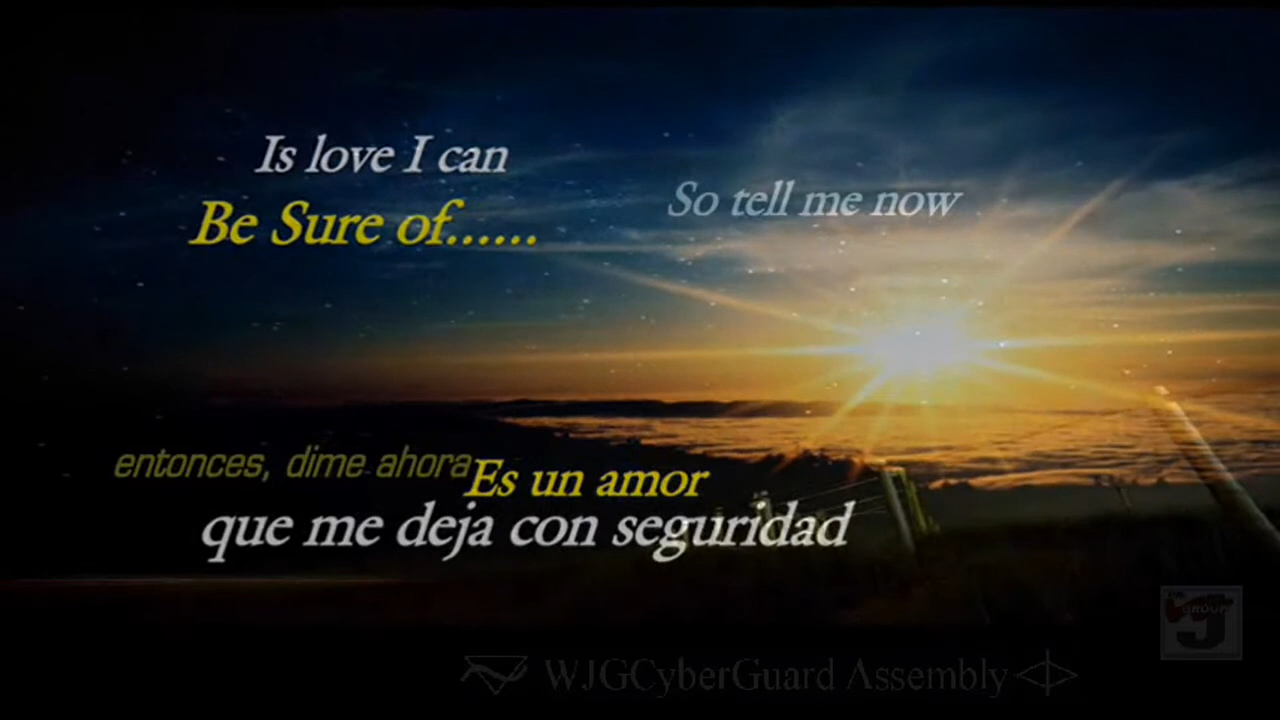 Is love I can
Be Sure of......
So tell me now
entonces, dime ahora
Es un amor
que me deja con seguridad
GROUP
WJGCyberGuard Assembly